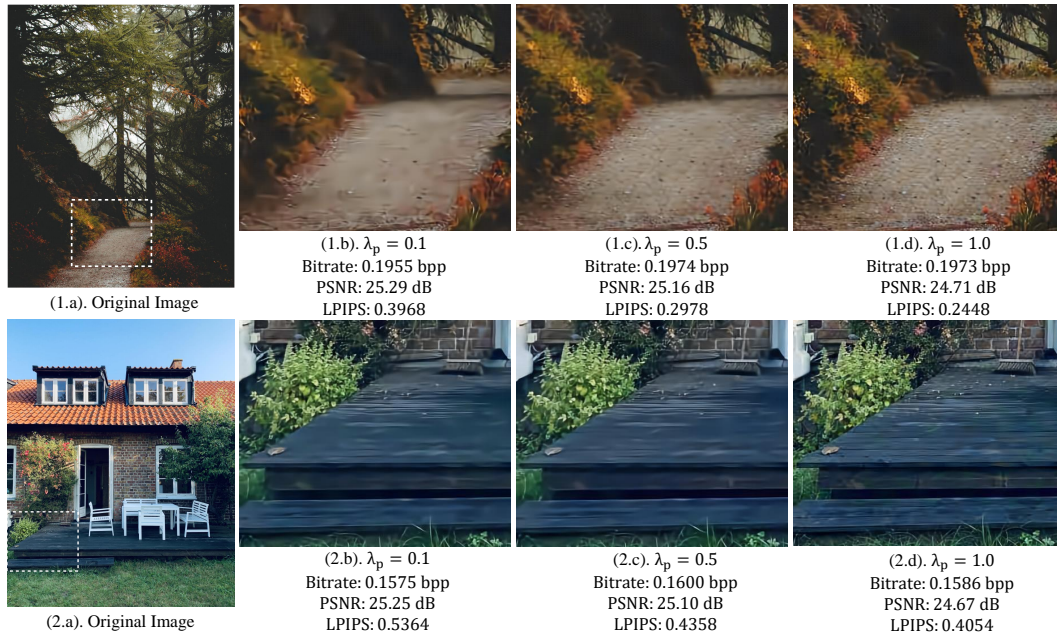 (1.a). Original Image
(1.b). λp = 0.1
Bitrate: 0.1955 bpp
PSNR: 25.29 dB
LPIPS: 0.3968
(1.c). λp = 0.5
Bitrate: 0.1974 bpp
PSNR: 25.16 dB
LPIPS: 0.2978
(1.d). λp = 1.0
Bitrate: 0.1973 bpp
PSNR: 24.71 dB
LPIPS: 0.2448
(2.a). Original Image
(2.b). λp = 0.1
Bitrate: 0.1575 bpp
PSNR: 25.25 dB
LPIPS: 0.5364
(2.c). λp = 0.5
Bitrate: 0.1600 bpp
PSNR: 25.10 dB
LPIPS: 0.4358
(2.d). λp = 1.0
Bitrate: 0.1586 bpp
PSNR: 24.67 dB
LPIPS: 0.4054